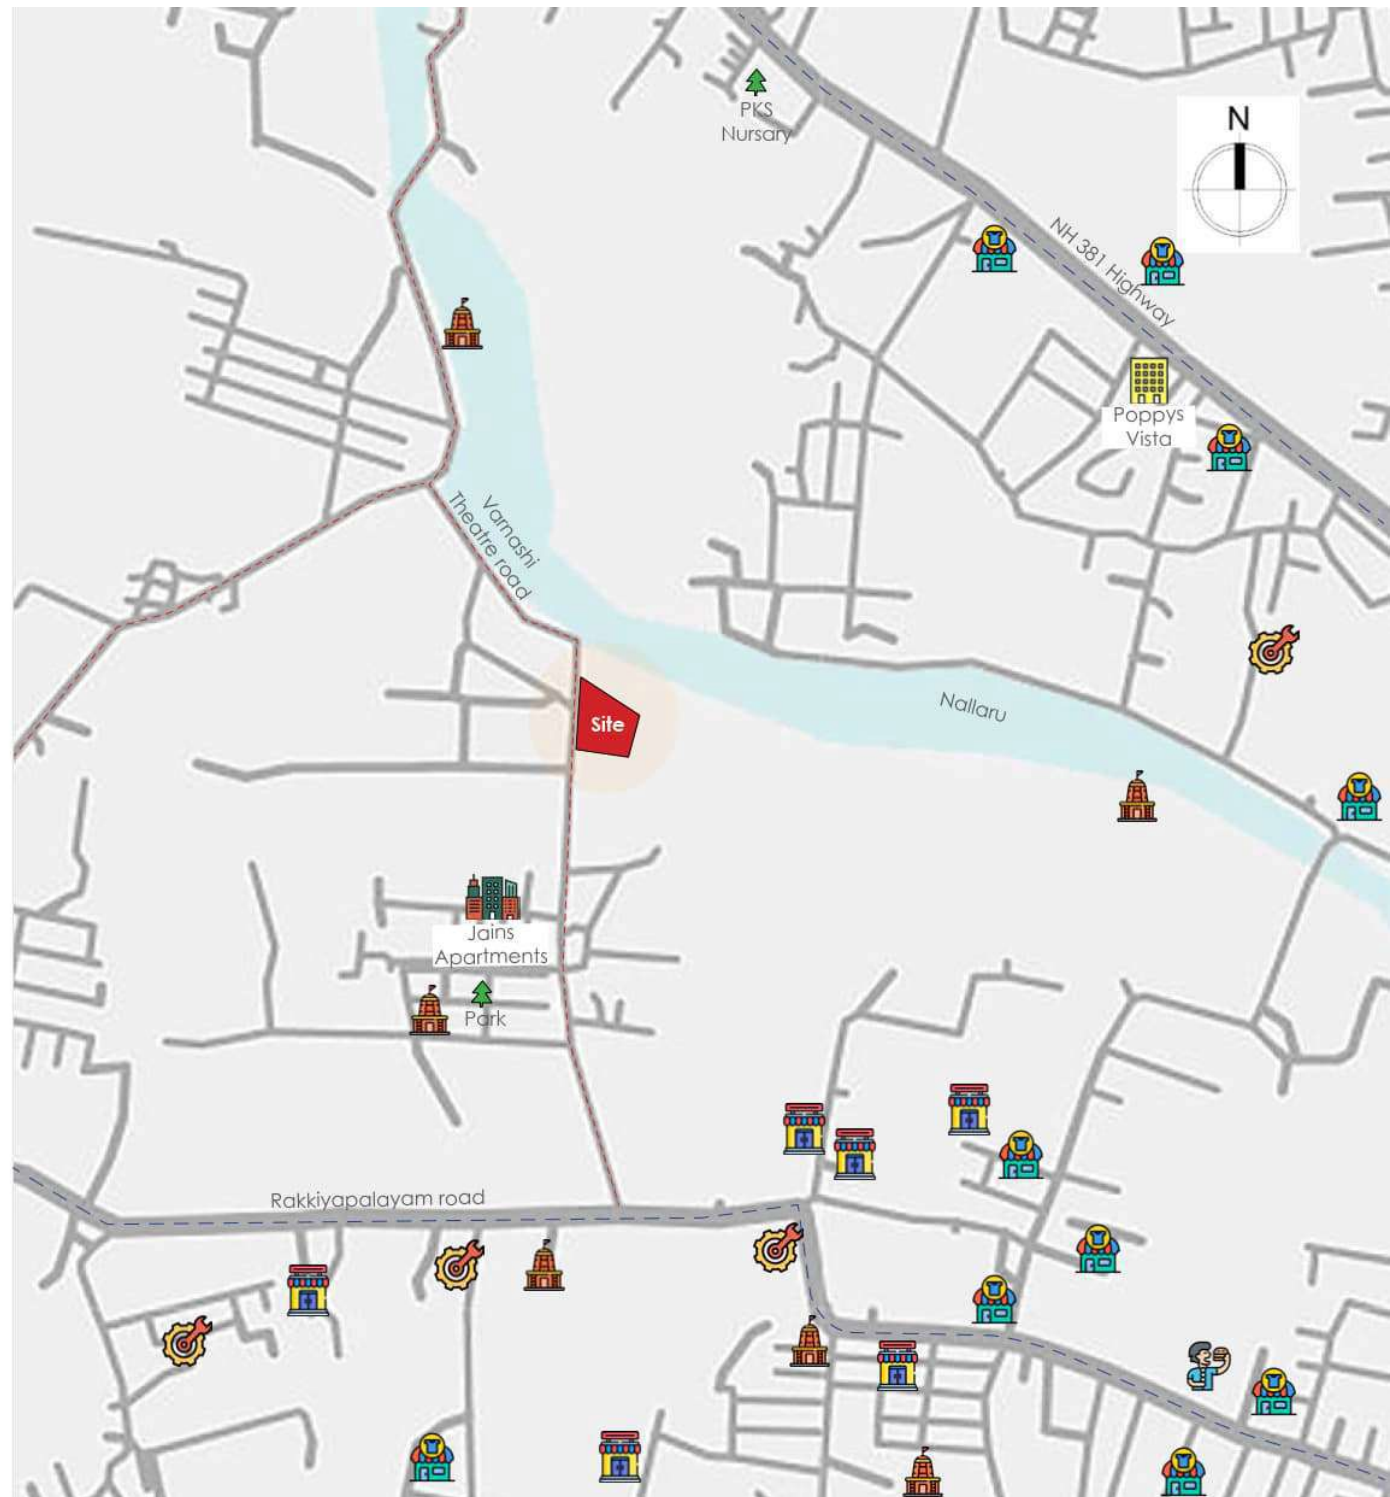 PKS
Nursary
N
NH 381 Highway
Poppys
Vista
Varnashi
Theatre road
Nallaru
Site
Jains
Apartments
Park
Rakkiyapalayam road